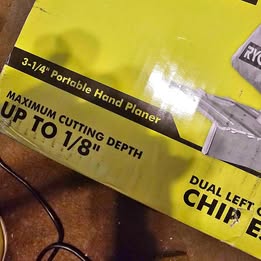 3-1/4" Portable Hand Planer
MAXIMUM CUTTING DEPTH
UP TO 1/8"
DUAL LEFT
CHIP